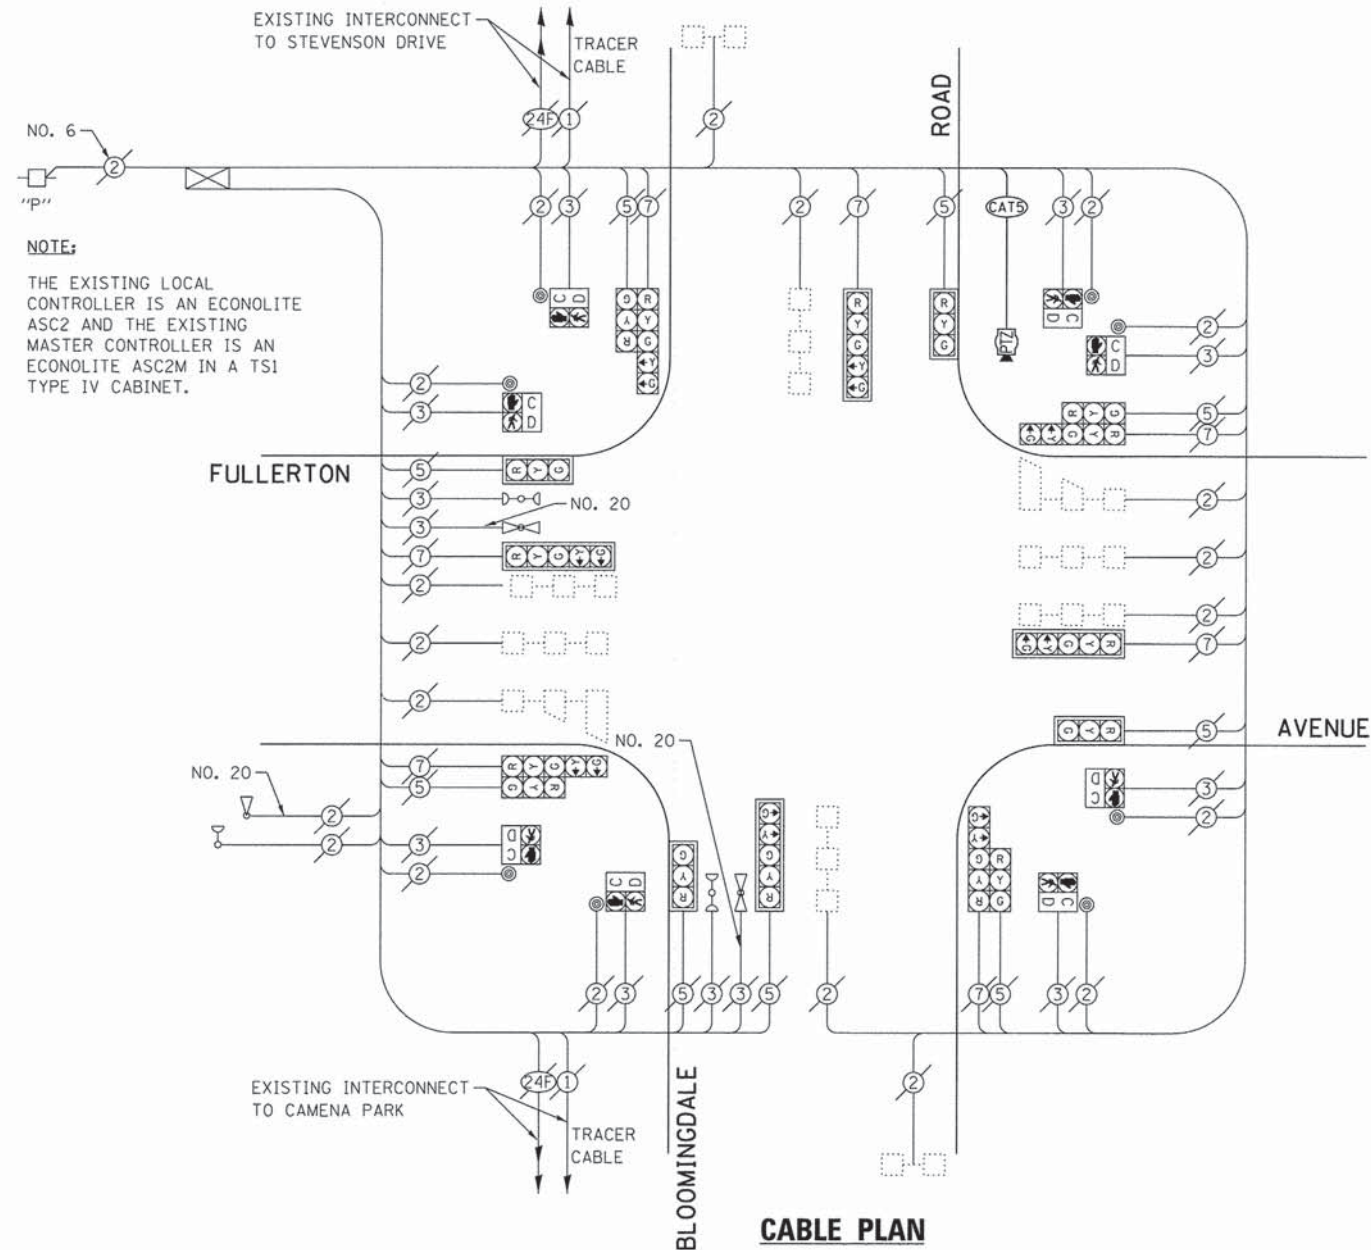 EXISTING INTERCONNECT
TO STEVENSON DRIVE
TRACER
CABLE
24F 1 2
ROAD
NO. 6
2
"P"
2 3 5 7 2 7 5 CAT5 3 2
NOTE:
THE EXISTING LOCAL
CONTROLLER IS AN ECONOLITE
ASC2 AND THE EXISTING
MASTER CONTROLLER IS AN
ECONOLITE ASC2M IN A TS1
TYPE IV CABINET.
C D
G Y R
R Y G Y G
R Y G Y G
R Y G
PTZ
D C
C D 2
3
2 C D
3
R Y G 5
G Y G Y R 7
FULLERTON
5 R Y G
3
NO. 20
3
7 R Y G Y G
2
2
2
2
2
2
G Y G Y R 7
G Y R 5
AVENUE
NO. 20
7 R Y G Y G
5 G Y R
NO. 20
2
2
3 D C
2
D C 3
2
C D
G Y R
G Y G Y R
G Y G Y R
R Y G
D C
2 3 5 3 3 5 2 7 5 3 2
24F 1 2
EXISTING INTERCONNECT
TO CAMENA PARK
TRACER
CABLE
BLOOMINGDALE
CABLE PLAN